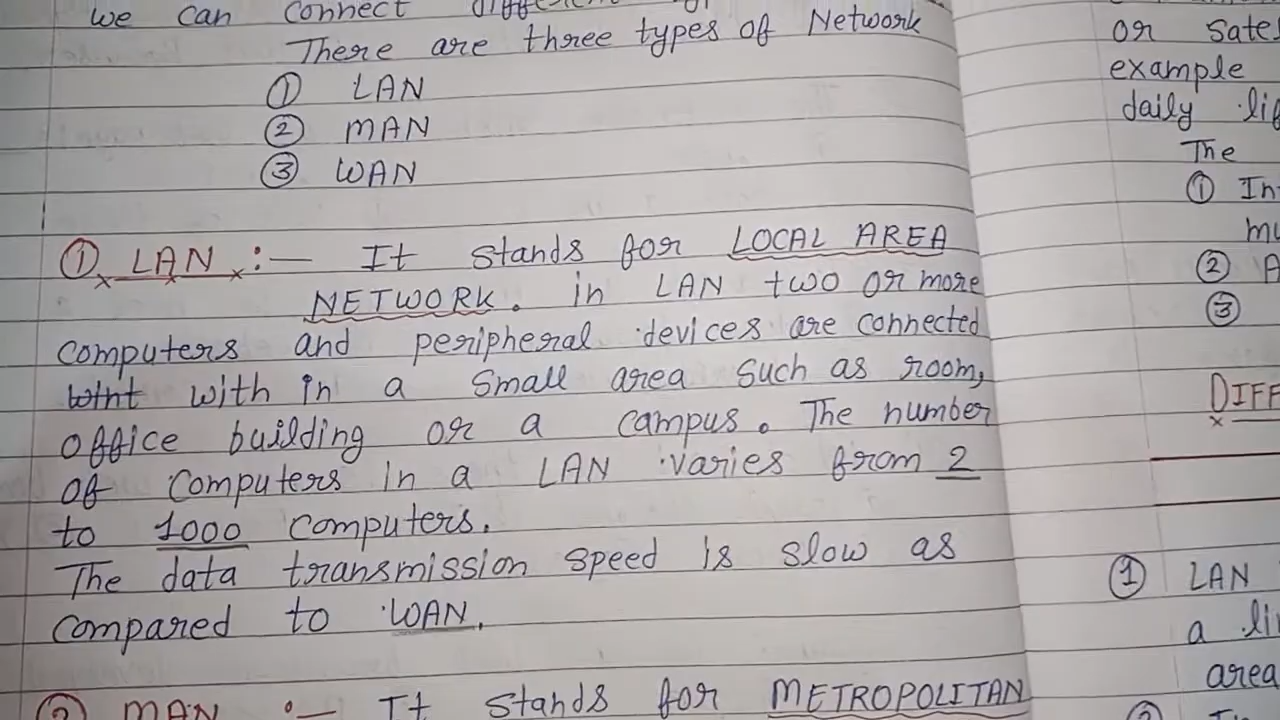 we can connect
There are three types of Network
① LAN
② MAN
③ WAN
① LAN :— It stands for LOCAL AREA
NETWORK. in LAN two or more
computers and peripheral devices are connected
with in a small area such as room,
office building or a campus. The number
of computers in a LAN varies from 2
to 1000 computers.
The data transmission speed is slow as
compared to WAN.
② MAN :— It stands for METROPOLITAN
or
example
daily
The
①
②
③
① LAN
a
area
②